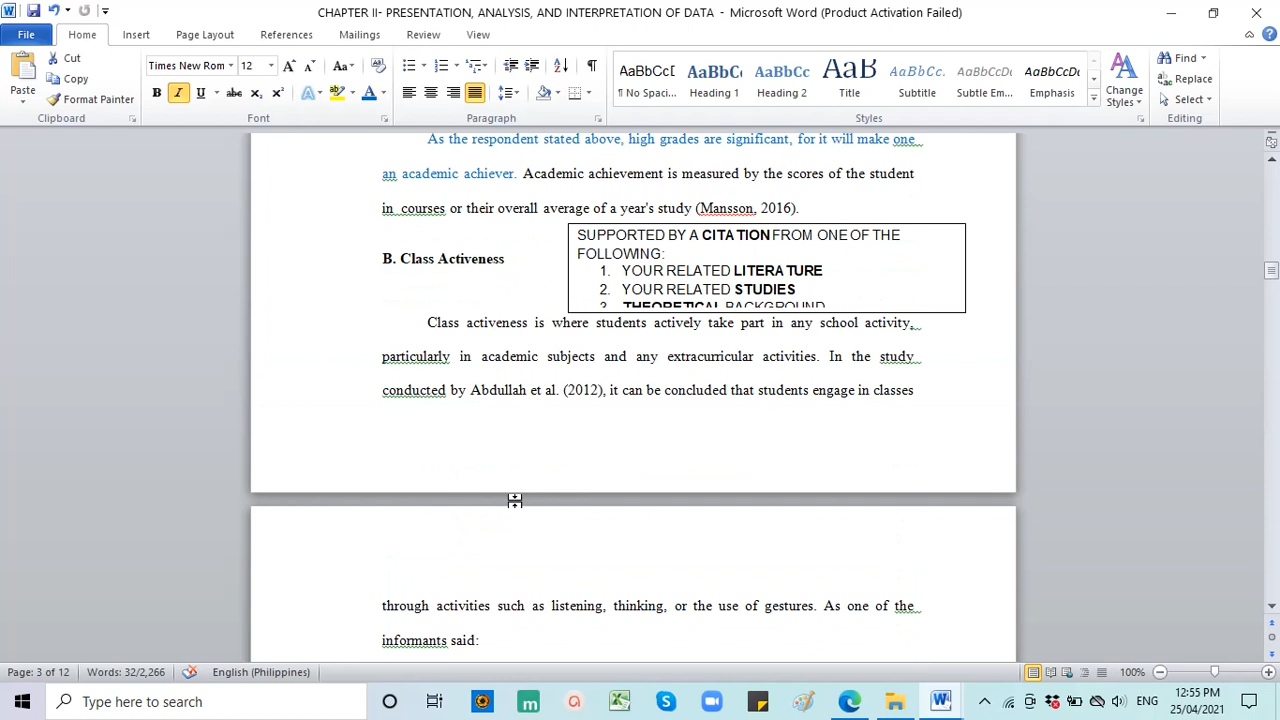 CHAPTER II- PRESENTATION, ANALYSIS, AND INTERPRETATION OF DATA - Microsoft Word (Product Activation Failed)
File Home Insert Page Layout References Mailings Review View
Paste Cut Copy Format Painter Clipboard
Times New Rom 12 Font
Paragraph
AaBbCcD ¶ No Spaci... AaBbC Heading 1 AaBbCc Heading 2 AaB Title AaBbCc. Subtitle AaBbCcDi Subtle Em... AaBbCcDi Emphasis Change Styles Styles
Find Replace Select Editing
As the respondent stated above, high grades are significant, for it will make one
an academic achiever. Academic achievement is measured by the scores of the student
in courses or their overall average of a year's study (Mansson, 2016).
SUPPORTED BY A CITATION FROM ONE OF THE
FOLLOWING:
1. YOUR RELATED LITERATURE
2. YOUR RELATED STUDIES
3. THEORETICAL BACKGROUND
B. Class Activeness
Class activeness is where students actively take part in any school activity,
particularly in academic subjects and any extracurricular activities. In the study
conducted by Abdullah et al. (2012), it can be concluded that students engage in classes
through activities such as listening, thinking, or the use of gestures. As one of the
informants said:
Page: 3 of 12 Words: 32/2,266 English (Philippines) 100%
Type here to search ENG 12:55 PM
25/04/2021